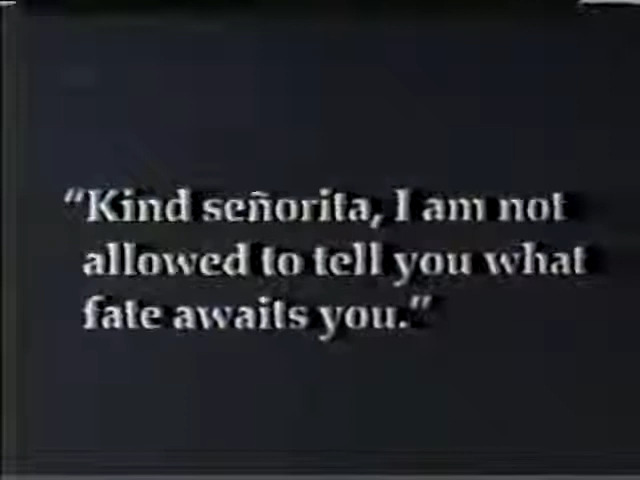 “Kind señorita, I am not
allowed to tell you what
fate awaits you.”